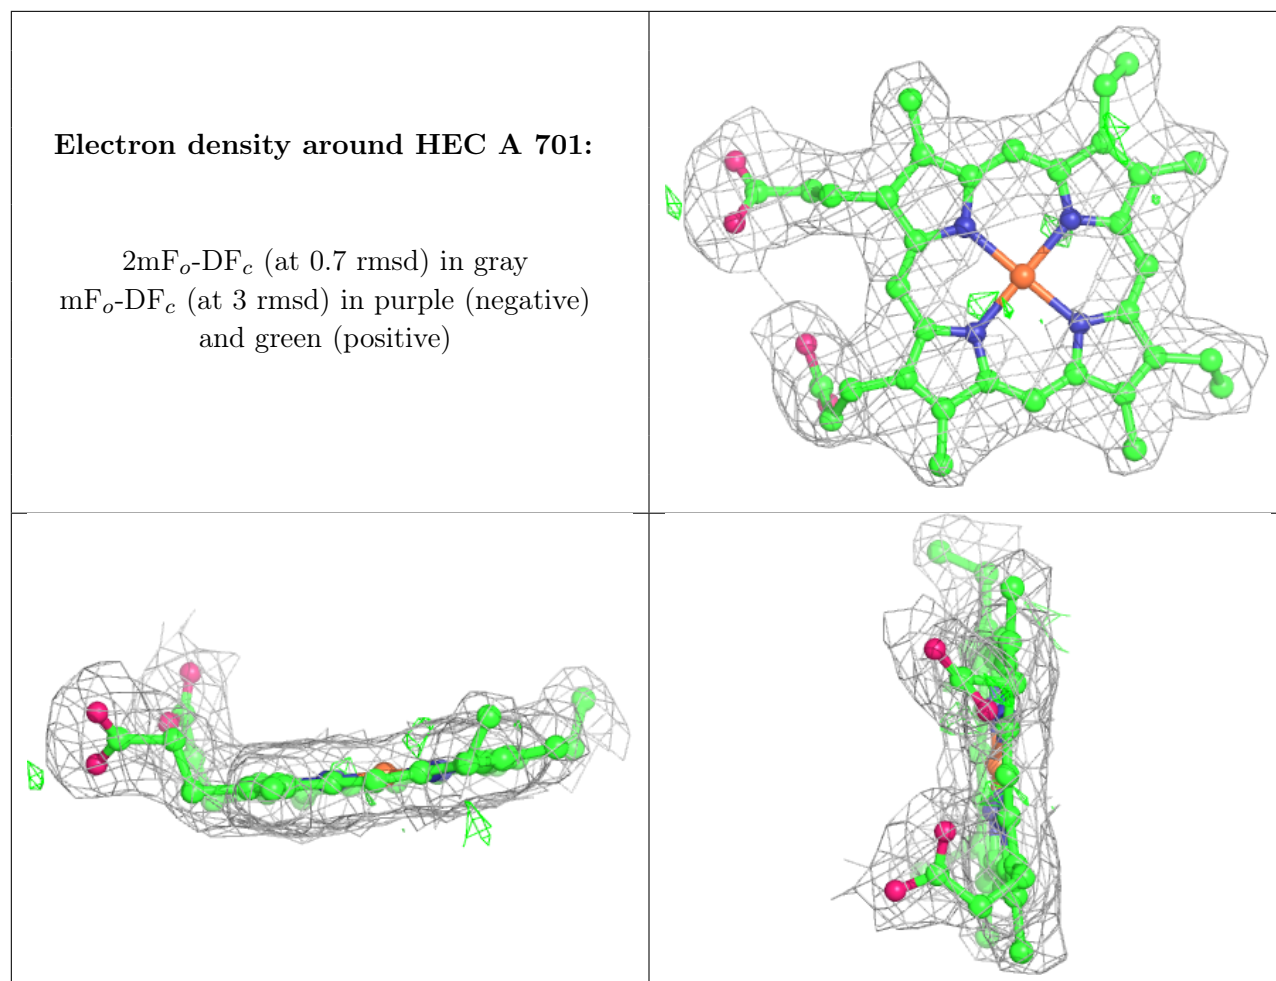 Electron density around HEC A 701:
2mFo-DFc (at 0.7 rmsd) in gray
mFo-DFc (at 3 rmsd) in purple (negative)
and green (positive)